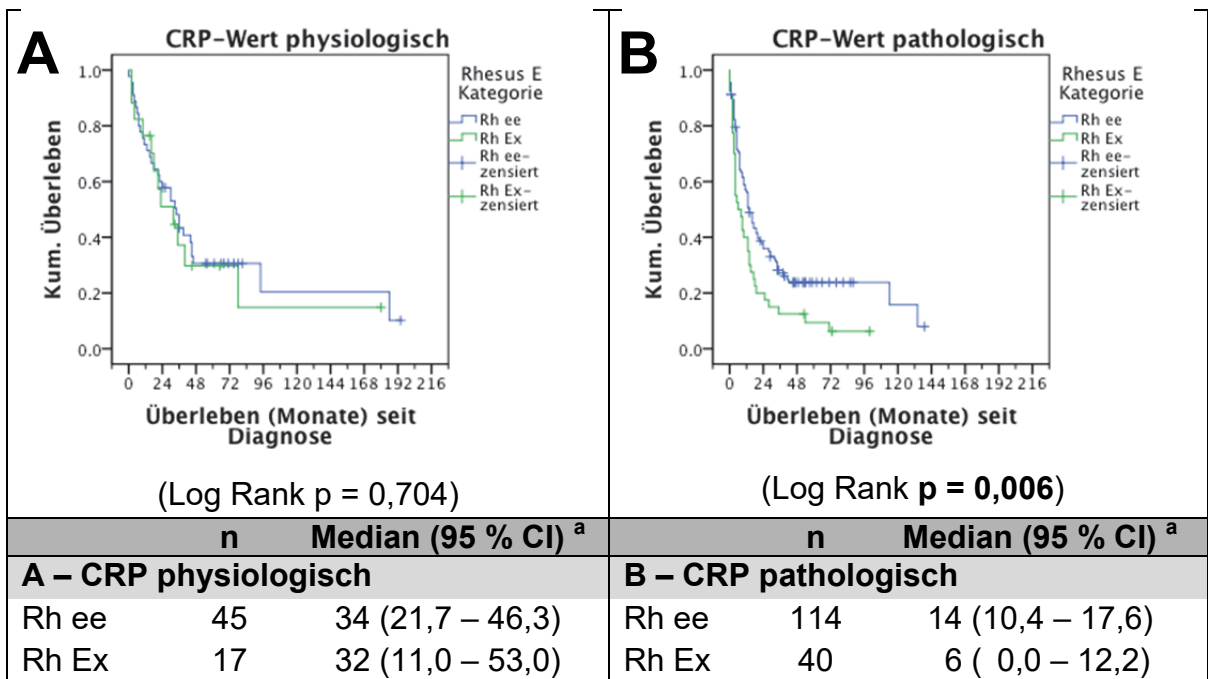 A
CRP-Wert physiologisch
Kum. Überleben
1.0
0.8
0.6
0.4
0.2
0.0
0 24 48 72 96 120 144 168 192 216
Überleben (Monate) seit
Diagnose
Rhesus E
Kategorie
Rh ee
Rh Ex
Rh ee-
zensiert
Rh Ex-
zensiert
(Log Rank p = 0,704)
B
CRP-Wert pathologisch
Kum. Überleben
1.0
0.8
0.6
0.4
0.2
0.0
0 24 48 72 96 120 144 168 192 216
Überleben (Monate) seit
Diagnose
Rhesus E
Kategorie
Rh ee
Rh Ex
Rh ee-
zensiert
Rh Ex-
zensiert
(Log Rank p = 0,006)
n Median (95 % CI) a
A – CRP physiologisch
Rh ee 45 34 (21,7 – 46,3)
Rh Ex 17 32 (11,0 – 53,0)
n Median (95 % CI) a
B – CRP pathologisch
Rh ee 114 14 (10,4 – 17,6)
Rh Ex 40 6 ( 0,0 – 12,2)